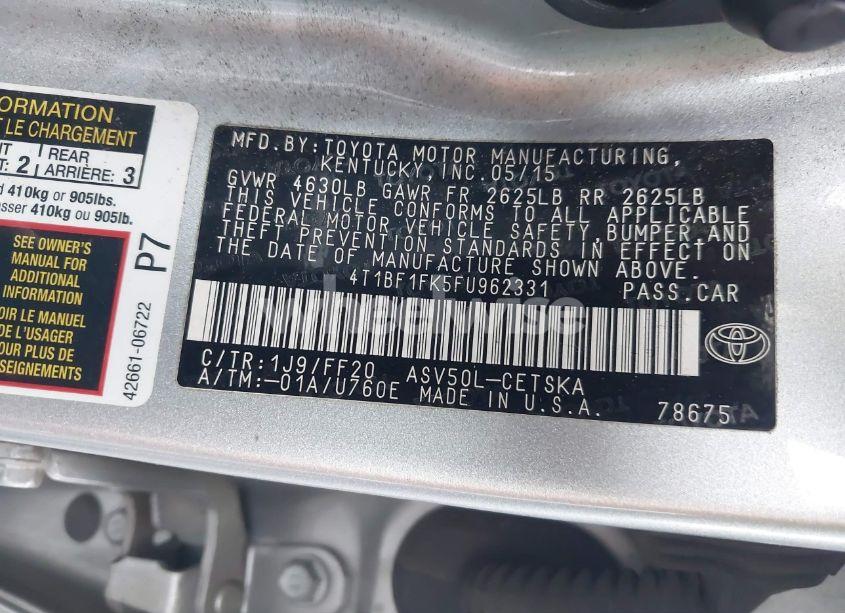 ORMATION
T LE CHARGEMENT
NT
T: 2
REAR
ARRIÈRE: 3
d 410kg or 905lbs.
sser 410kg ou 905lb.
SEE OWNER'S
MANUAL FOR
ADDITIONAL
INFORMATION
OIR LE MANUEL
DE L'USAGER
POUR PLUS DE
P7
42661-06722
MFD.BY:TOYOTA MOTOR MANUFACTURING,
KENTUCKY, INC.05/15
GVWR 4630LB GAWR FR 2625LB RR 2625LB
THIS VEHICLE CONFORMS TO ALL APPLICABLE
FEDERAL MOTOR VEHICLE SAFETY,BUMPER AND
THEFT PREVENTION STANDARDS IN EFFECT ON
THE DATE OF MANUFACTURE SHOWN ABOVE.
4T1BF1FK5FU962331 PASS.CAR
wheelwise
C/TR:1J9/FF20 ASV50L-CETSKA
A/TM:-01A/U760E MADE IN U.S.A. 78675